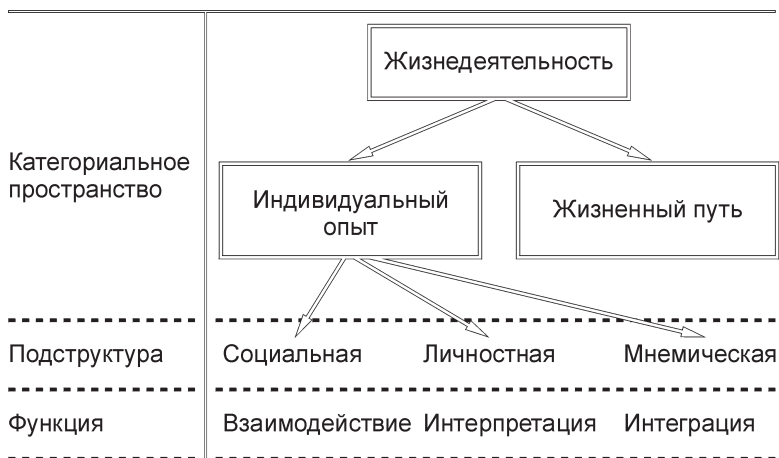 Жизнедеятельность
Категориальное
пространство
Индивидуальный
опыт
Жизненный путь
Подструктура Социальная Личностная Мнемическая
Функция Взаимодействие Интерпретация Интеграция